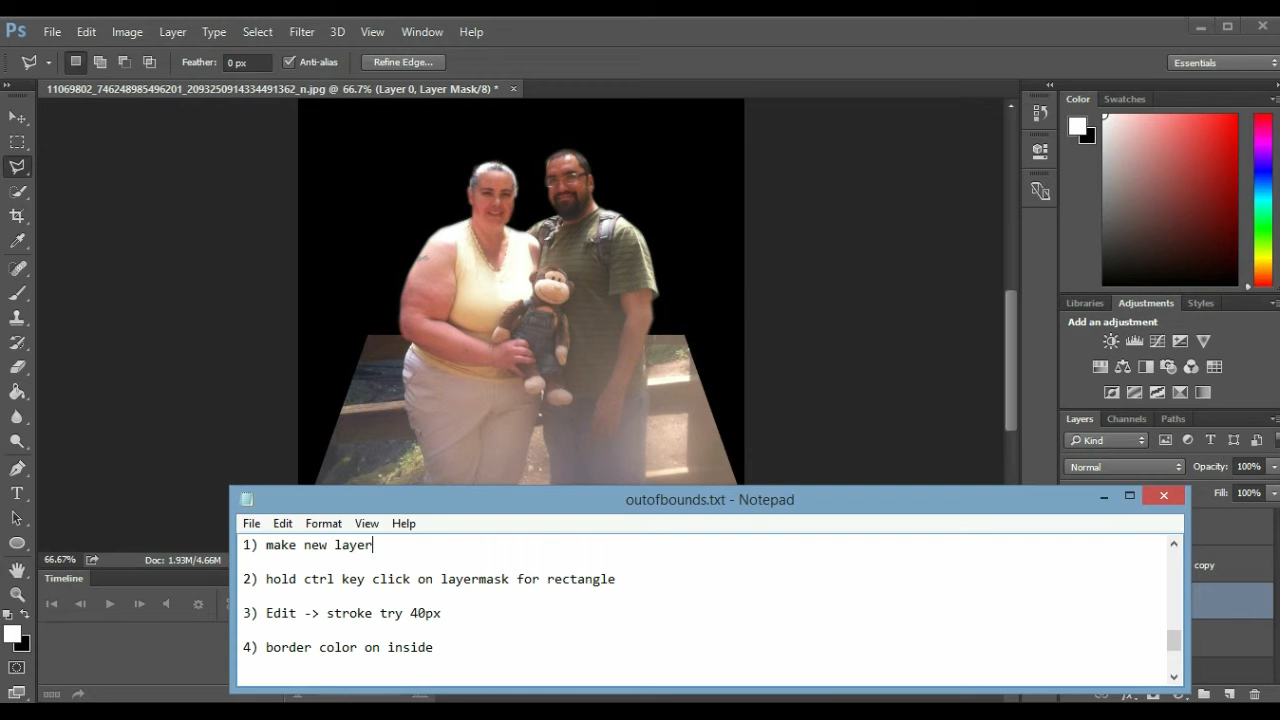 Ps File Edit Image Layer Type Select Filter 3D View Window Help
Feather: 0 px Anti-alias Refine Edge... Essentials
11069802_746248985496201_2093250914334491362_n.jpg @ 66.7% (Layer 0, Layer Mask/8) * ×
Color Swatches
Libraries Adjustments Styles
Add an adjustment
Layers Channels Paths
Kind
Normal Opacity: 100%
Fill: 100%
copy
outofbounds.txt - Notepad
File Edit Format View Help
1) make new layer
2) hold ctrl key click on layermask for rectangle
3) Edit -> stroke try 40px
4) border color on inside
66.67% Doc: 1.93M/4.66M
Timeline